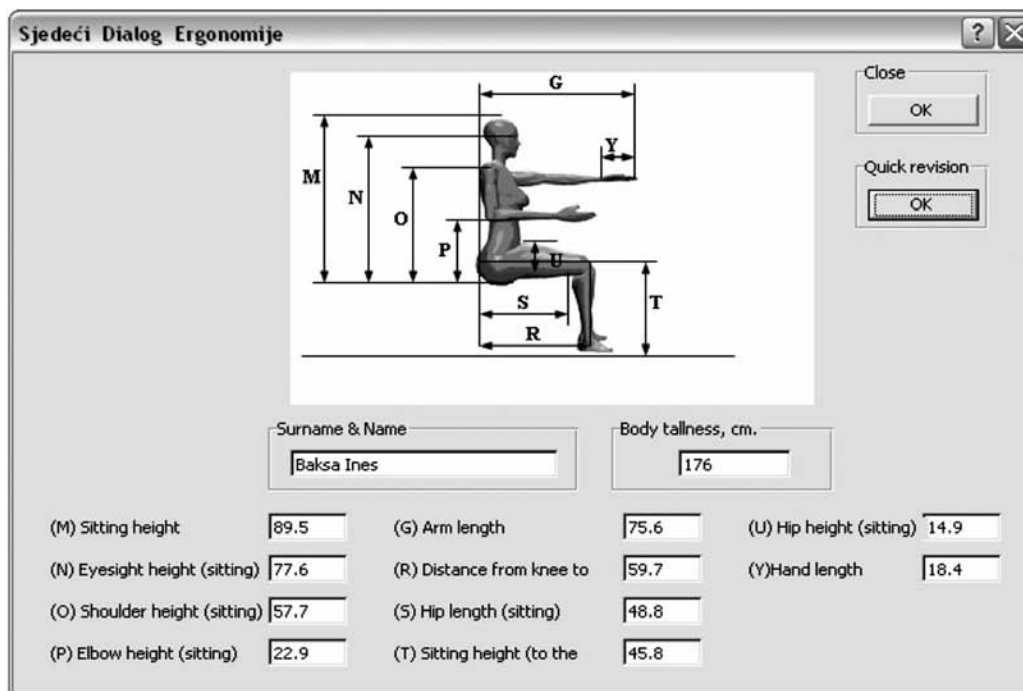 Sjedeći Dialog Ergonomije
?
G
Y
M
N
O
P
U
S
T
R
Close
OK
Quick revision
OK
Surname & Name
Baksa Ines
Body tallness, cm.
176
(M) Sitting height 89.5
(N) Eyesight height (sitting) 77.6
(O) Shoulder height (sitting) 57.7
(P) Elbow height (sitting) 22.9
(G) Arm length 75.6
(R) Distance from knee to 59.7
(S) Hip length (sitting) 48.8
(T) Sitting height (to the 45.8
(U) Hip height (sitting) 14.9
(Y)Hand length 18.4